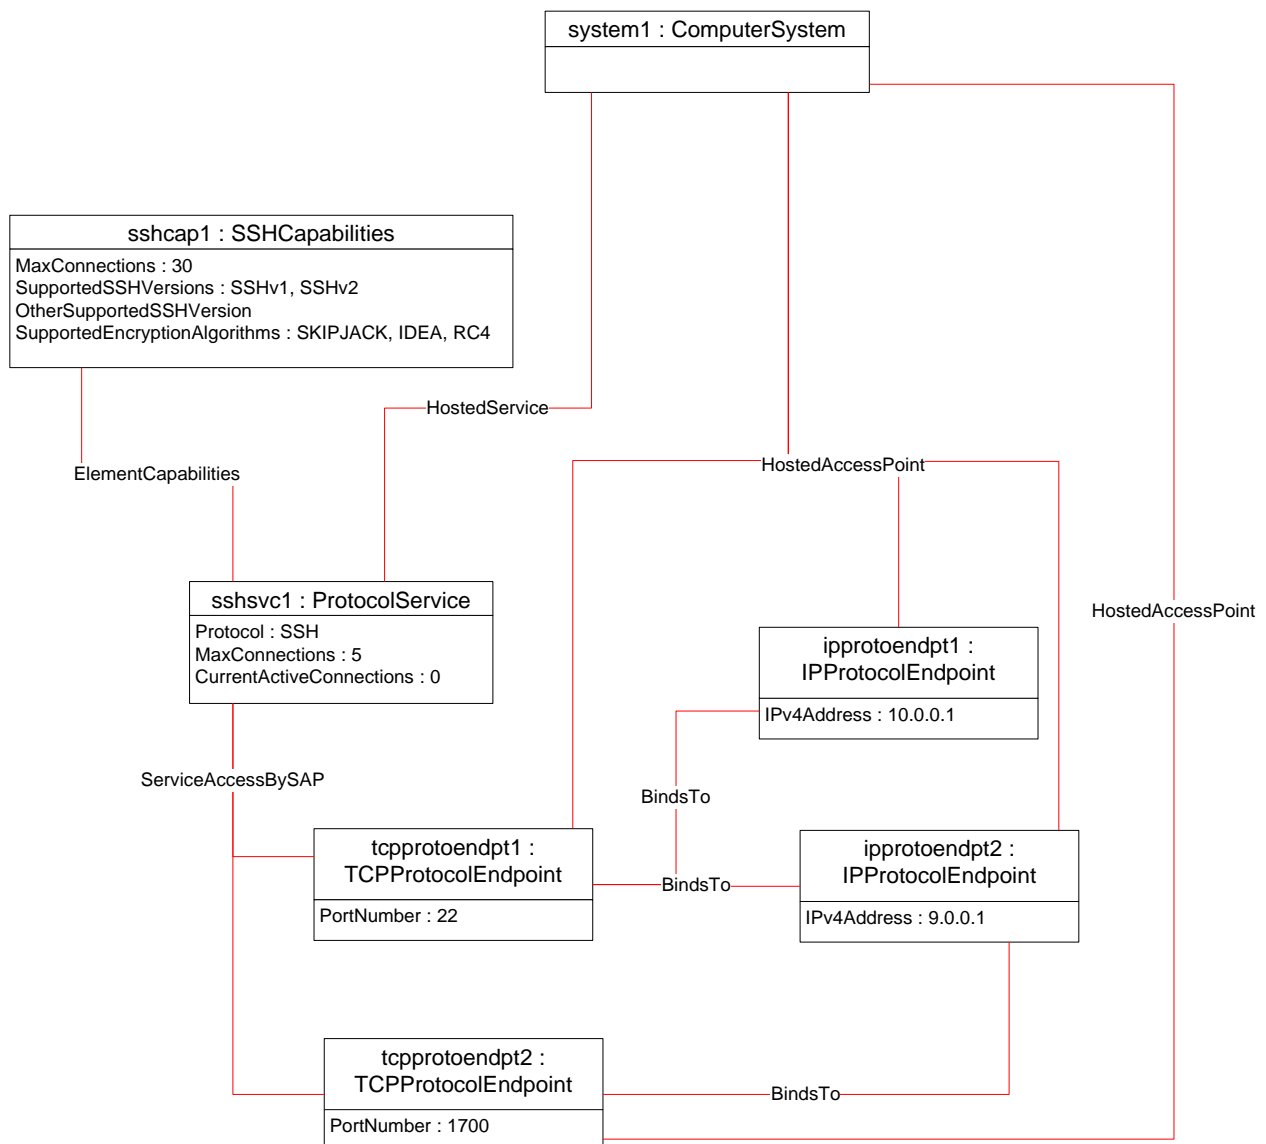 system1 : ComputerSystem
sshcap1 : SSHCapabilities
MaxConnections : 30
SupportedSSHVersions : SSHv1, SSHv2
OtherSupportedSSHVersion
SupportedEncryptionAlgorithms : SKIPJACK, IDEA, RC4
HostedService
ElementCapabilities
HostedAccessPoint
sshsvc1 : ProtocolService
Protocol : SSH
MaxConnections : 5
CurrentActiveConnections : 0
HostedAccessPoint
ipprotoendpt1 :
IPProtocolEndpoint
IPv4Address : 10.0.0.1
ServiceAccessBySAP
BindsTo
tcpprotoendpt1 :
TCPProtocolEndpoint
PortNumber : 22
BindsTo
ipprotoendpt2 :
IPProtocolEndpoint
IPv4Address : 9.0.0.1
tcpprotoendpt2 :
TCPProtocolEndpoint
PortNumber : 1700
BindsTo